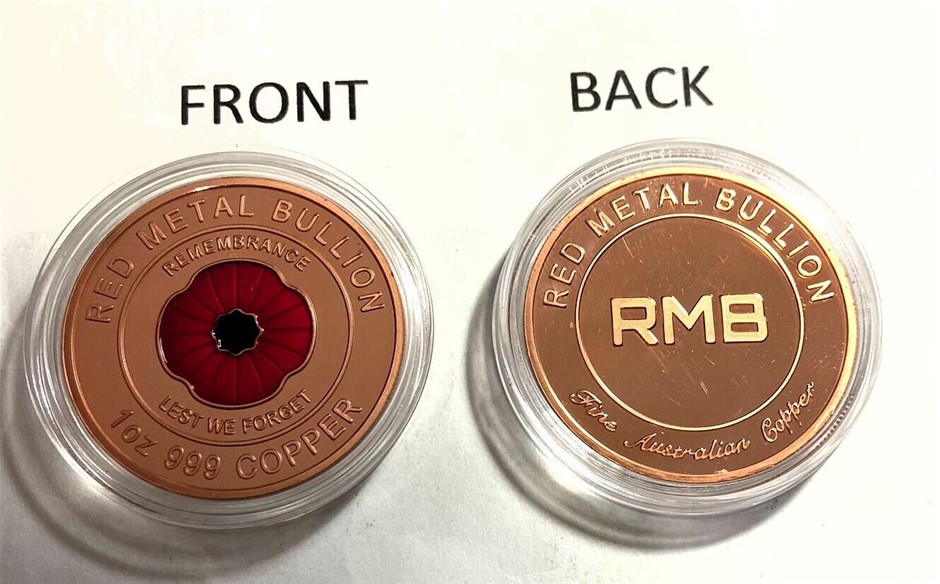 FRONT
BACK
RED METAL BULLION
REMEMBRANCE
LEST WE FORGET
1oz 999 COPPER
RED METAL BULLION
RMB
Fine Australian Copper